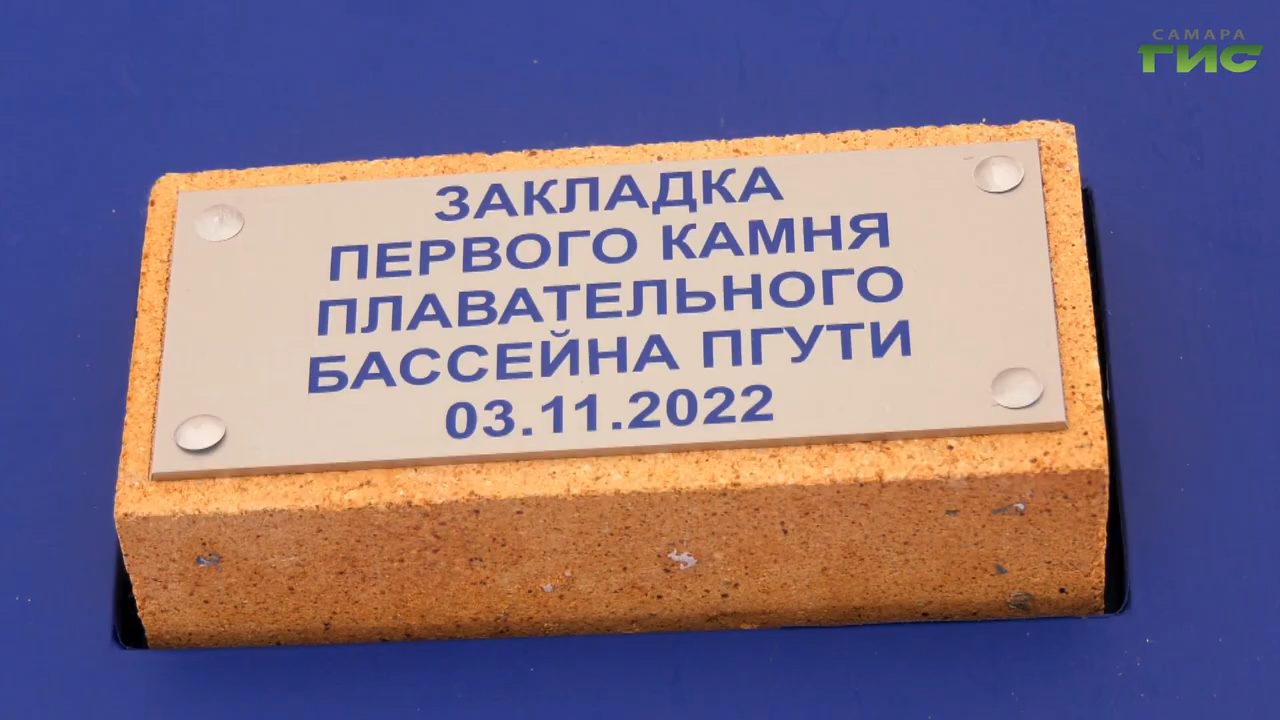 САМАРА
ГИС
ЗАКЛАДКА
ПЕРВОГО КАМНЯ
ПЛАВАТЕЛЬНОГО
БАССЕЙНА ПГУТИ
03.11.2022